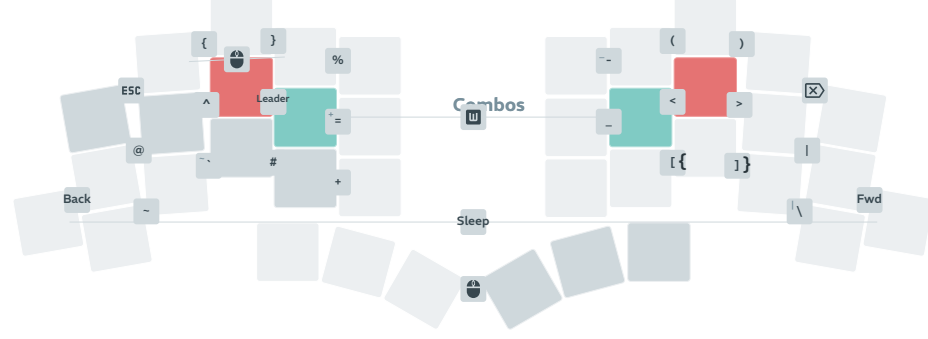 { } ( )
% ¯-
ESC
^ Leader < >
Combos
+= W _
@ |
~` # [{ ]}
+
Back Fwd
~ |\
Sleep